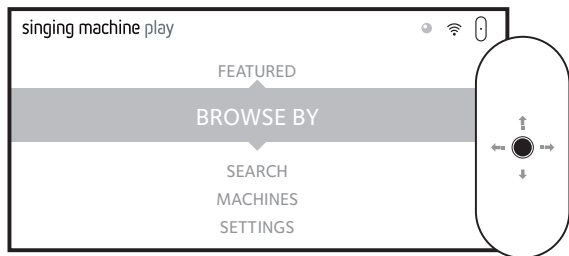 singing machine play
FEATURED
BROWSE BY
SEARCH
MACHINES
SETTINGS